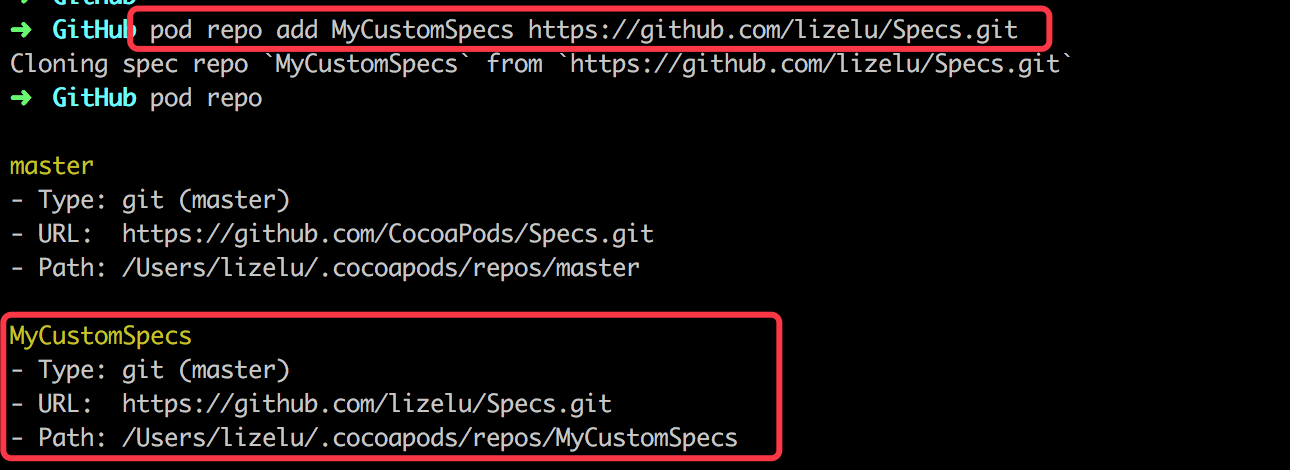 GitHub
➜ GitHub pod repo add MyCustomSpecs https://github.com/lizelu/Specs.git
Cloning spec repo `MyCustomSpecs` from `https://github.com/lizelu/Specs.git`
➜ GitHub pod repo
master
- Type: git (master)
- URL:  https://github.com/CocoaPods/Specs.git
- Path: /Users/lizelu/.cocoapods/repos/master
MyCustomSpecs
- Type: git (master)
- URL:  https://github.com/lizelu/Specs.git
- Path: /Users/lizelu/.cocoapods/repos/MyCustomSpecs